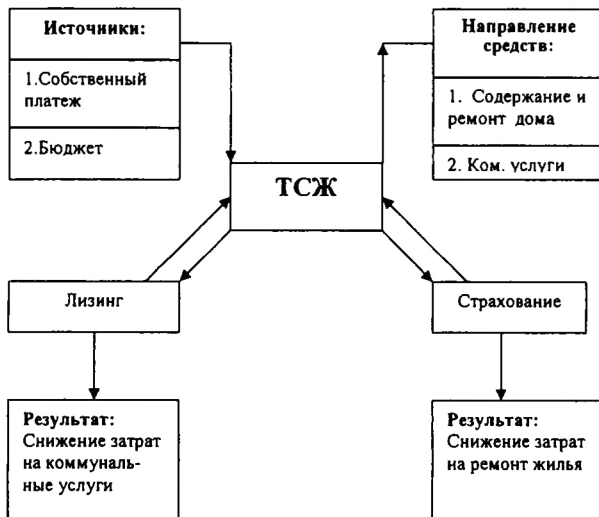 Источники:
1.Собственный
платеж
2.Бюджет
Направление
средств:
1. Содержание и
ремонт дома
2. Ком. услуги
ТСЖ
Лизинг
Страхование
Результат:
Снижение затрат
на коммуналь-
ные услуги
Результат:
Снижение затрат
на ремонт жилья